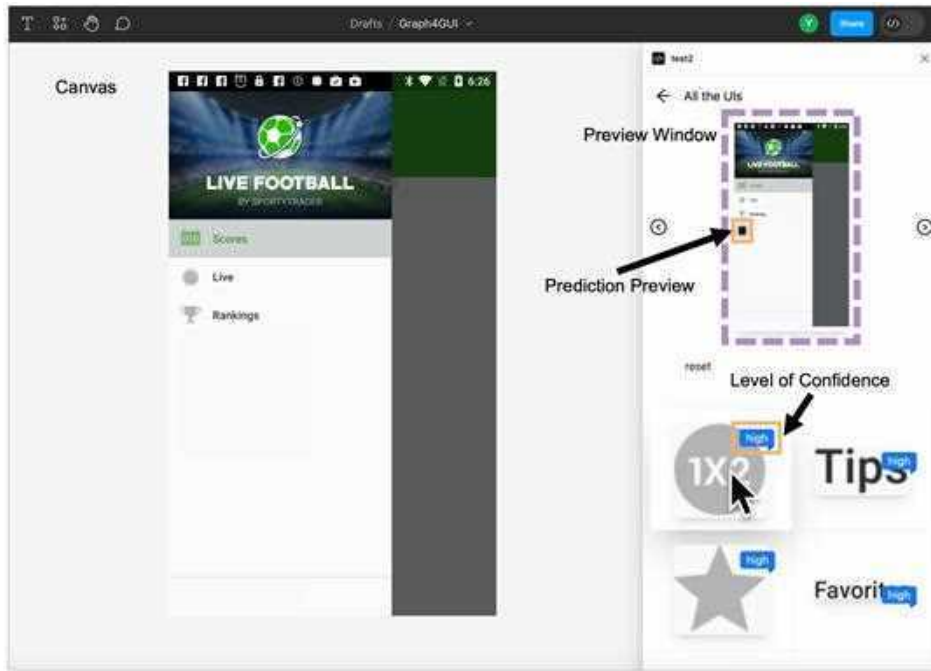 Drafts / Graph4GUI
Y
Share
Canvas
6:26
LIVE FOOTBALL
BY SPORTYTRADER
Scores
Live
Rankings
test2
All the UIs
Preview Window
LIVE FOOTBALL
Prediction Preview
reset
Level of Confidence
high
1X2
Tips
high
high
Favorit
high